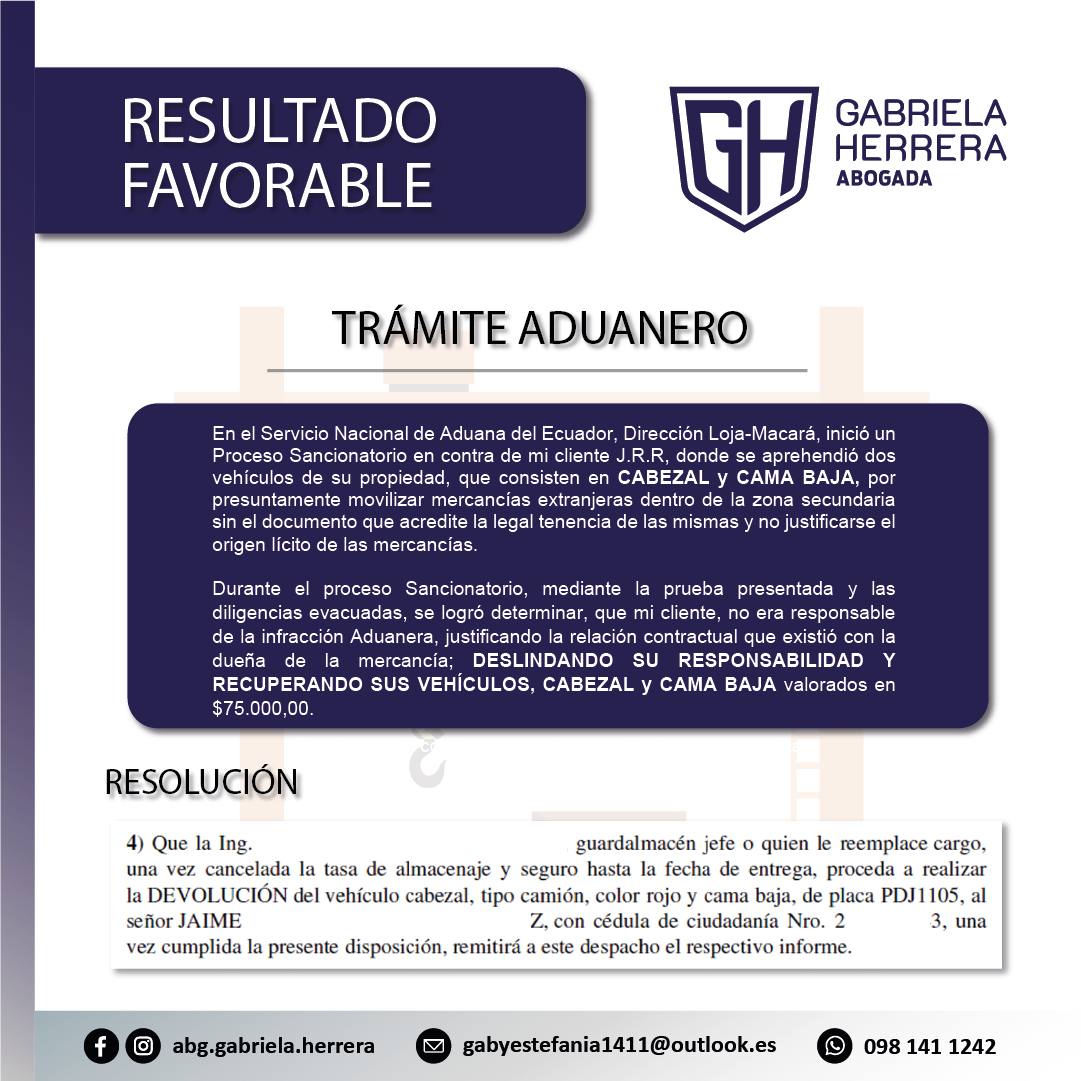 RESULTADO
FAVORABLE
GH
GABRIELA
HERRERA
ABOGADA
TRÁMITE ADUANERO
En el Servicio Nacional de Aduana del Ecuador, Dirección Loja-Macará, inició un
Proceso Sancionatorio en contra de mi cliente J.R.R, donde se aprehendió dos
vehículos de su propiedad, que consisten en CABEZAL y CAMA BAJA, por
presuntamente movilizar mercancías extranjeras dentro de la zona secundaria
sin el documento que acredite la legal tenencia de las mismas y no justificarse el
origen lícito de las mercancías.
Durante el proceso Sancionatorio, mediante la prueba presentada y las
diligencias evacuadas, se logró determinar, que mi cliente, no era responsable
de la infracción Aduanera, justificando la relación contractual que existió con la
dueña de la mercancía; DESLINDANDO SU RESPONSABILIDAD Y
RECUPERANDO SUS VEHÍCULOS, CABEZAL y CAMA BAJA valorados en
$75.000,00.
RESOLUCIÓN
4) Que la Ing. guardalmacén jefe o quien le reemplace cargo,
una vez cancelada la tasa de almacenaje y seguro hasta la fecha de entrega, proceda a realizar
la DEVOLUCIÓN del vehículo cabezal, tipo camión, color rojo y cama baja, de placa PDJ1105, al
señor JAIME Z, con cédula de ciudadanía Nro. 2 3, una
vez cumplida la presente disposición, remitirá a este despacho el respectivo informe.
abg.gabriela.herrera
gabyestefania1411@outlook.es
098 141 1242